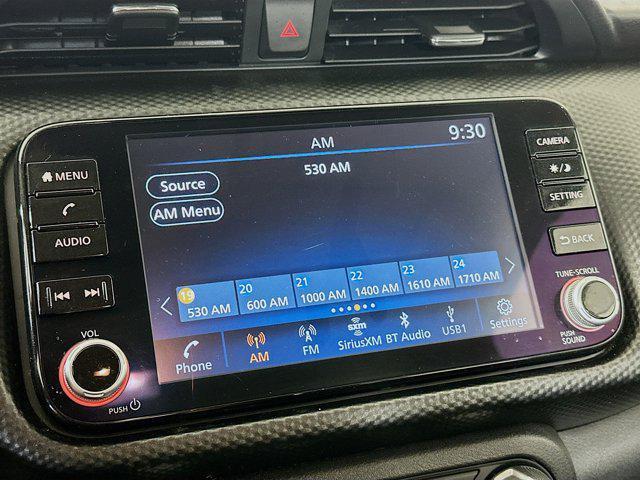 AM
9:30
CAMERA
530 AM
MENU
Source
AM Menu
SETTING
AUDIO
BACK
19
530 AM
20
600 AM
21
1000 AM
22
1400 AM
23
1610 AM
24
1710 AM
TUNE·SCROLL
VOL
Phone
AM
FM
sxm
SiriusXM
BT Audio
USB1
Settings
PUSH
SOUND
PUSH